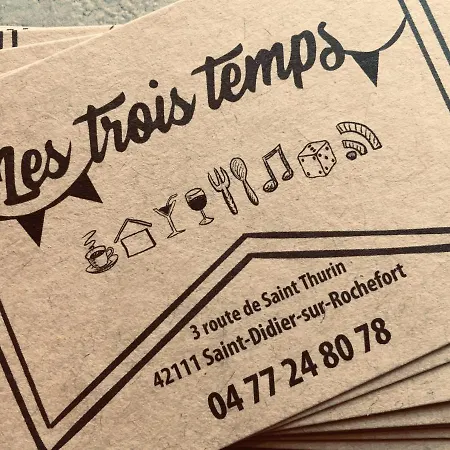 Les trois temps
3 route de Saint Thurin
42111 Saint-Didier-sur-Rochefort
04 77 24 80 78